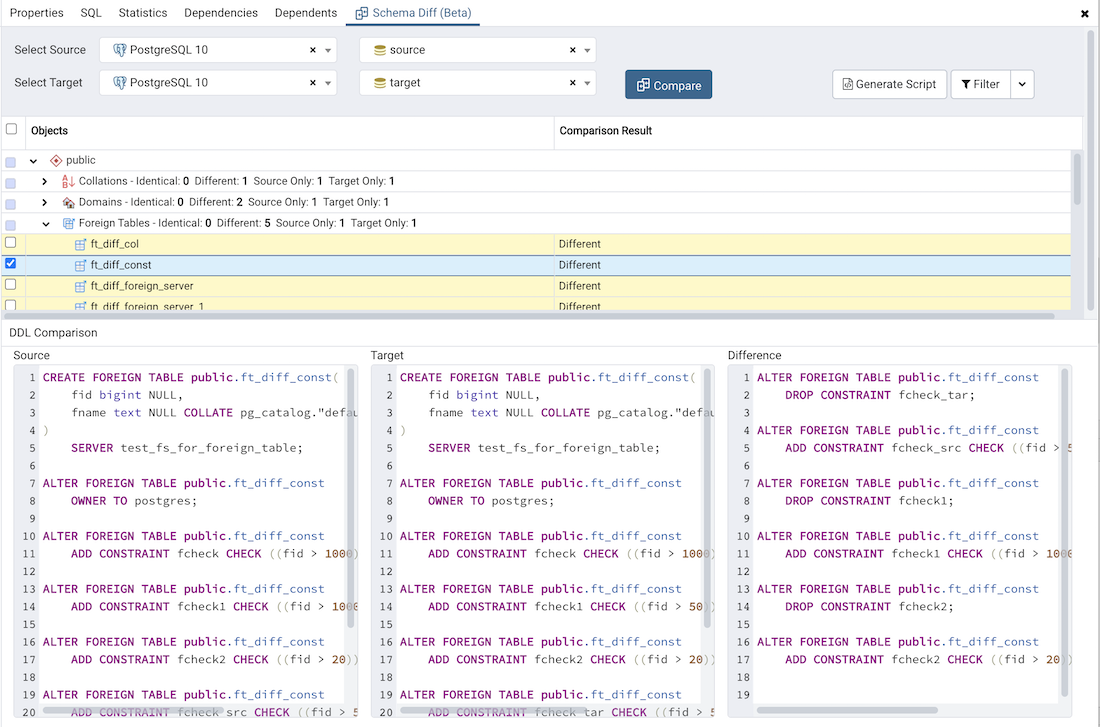 Properties SQL Statistics Dependencies Dependents Schema Diff (Beta)
Select Source PostgreSQL 10 source
Select Target PostgreSQL 10 target Compare Generate Script Filter
Objects Comparison Result
public
Collations - Identical: 0 Different: 1 Source Only: 1 Target Only: 1
Domains - Identical: 0 Different: 2 Source Only: 1 Target Only: 1
Foreign Tables - Identical: 0 Different: 5 Source Only: 1 Target Only: 1
ft_diff_col Different
ft_diff_const Different
ft_diff_foreign_server Different
ft_diff_foreign_server_1 Different
DDL Comparison
Source
1 CREATE FOREIGN TABLE public.ft_diff_const(
2 fid bigint NULL,
3 fname text NULL COLLATE pg_catalog."defau
4 )
5 SERVER test_fs_for_foreign_table;
6
7 ALTER FOREIGN TABLE public.ft_diff_const
8 OWNER TO postgres;
9
10 ALTER FOREIGN TABLE public.ft_diff_const
11 ADD CONSTRAINT fcheck CHECK ((fid > 1000)
12
13 ALTER FOREIGN TABLE public.ft_diff_const
14 ADD CONSTRAINT fcheck1 CHECK ((fid > 1000
15
16 ALTER FOREIGN TABLE public.ft_diff_const
17 ADD CONSTRAINT fcheck2 CHECK ((fid > 20))
18
19 ALTER FOREIGN TABLE public.ft_diff_const
20 ADD CONSTRAINT fcheck_src CHECK ((fid > 5
Target
1 CREATE FOREIGN TABLE public.ft_diff_const(
2 fid bigint NULL,
3 fname text NULL COLLATE pg_catalog."defau
4 )
5 SERVER test_fs_for_foreign_table;
6
7 ALTER FOREIGN TABLE public.ft_diff_const
8 OWNER TO postgres;
9
10 ALTER FOREIGN TABLE public.ft_diff_const
11 ADD CONSTRAINT fcheck CHECK ((fid > 1000)
12
13 ALTER FOREIGN TABLE public.ft_diff_const
14 ADD CONSTRAINT fcheck1 CHECK ((fid > 50))
15
16 ALTER FOREIGN TABLE public.ft_diff_const
17 ADD CONSTRAINT fcheck2 CHECK ((fid > 20))
18
19 ALTER FOREIGN TABLE public.ft_diff_const
20 ADD CONSTRAINT fcheck_tar CHECK ((fid > 5
Difference
1 ALTER FOREIGN TABLE public.ft_diff_const
2 DROP CONSTRAINT fcheck_tar;
3
4 ALTER FOREIGN TABLE public.ft_diff_const
5 ADD CONSTRAINT fcheck_src CHECK ((fid > 5
6
7 ALTER FOREIGN TABLE public.ft_diff_const
8 DROP CONSTRAINT fcheck1;
9
10 ALTER FOREIGN TABLE public.ft_diff_const
11 ADD CONSTRAINT fcheck1 CHECK ((fid > 1000
12
13 ALTER FOREIGN TABLE public.ft_diff_const
14 DROP CONSTRAINT fcheck2;
15
16 ALTER FOREIGN TABLE public.ft_diff_const
17 ADD CONSTRAINT fcheck2 CHECK ((fid > 20))
18
19